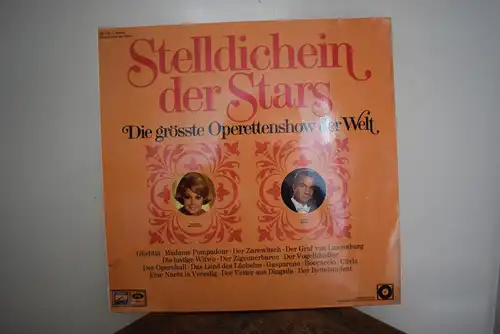 Stelldichein
der Stars
Die grösste Operettenshow der Welt
Giuditta · Madame Pompadour · Der Zarewitsch · Der Graf von Luxemburg
Die lustige Witwe · Der Zigeunerbaron · Der Vogelhändler
Der Opernball · Das Land des Lächelns · Gasparone · Boccaccio · Clivia
Eine Nacht in Venedig · Der Vetter aus Dingsda · Der Bettelstudent